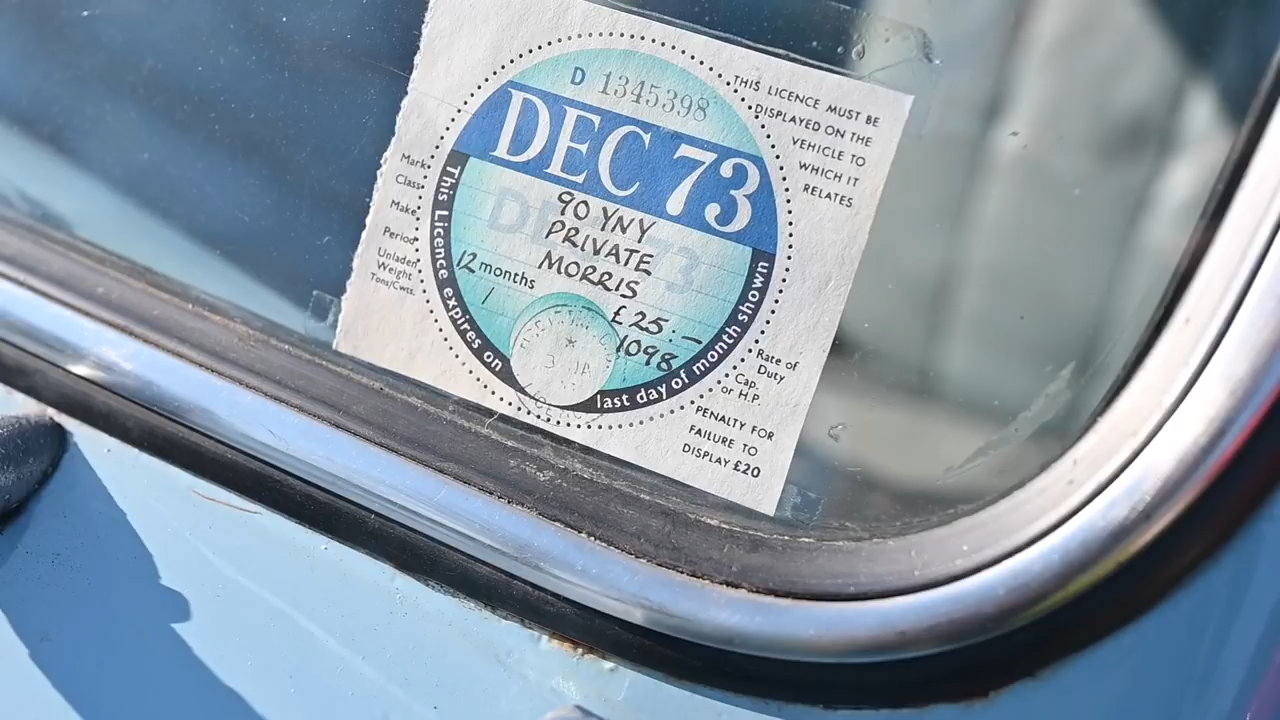 D 1345398
DEC 73
THIS LICENCE MUST BE
DISPLAYED ON THE
VEHICLE TO
WHICH IT
RELATES
Mark
Class
Make
Period
Unladen
Weight
Tons/Cwts.
DEC 73
90 YNY
PRIVATE
MORRIS
12 months
£25:–
1098
This Licence expires on last day of month shown
Rate of
Duty
Cap.
or H.P.
PENALTY FOR
FAILURE TO
DISPLAY £20